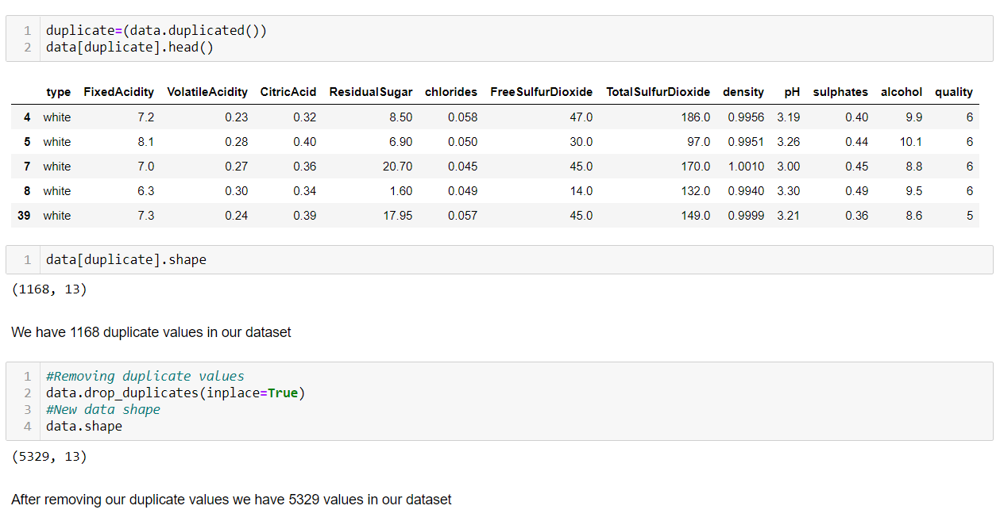 1 duplicate=(data.duplicated())
2 data[duplicate].head()
type FixedAcidity VolatileAcidity CitricAcid ResidualSugar chlorides FreeSulfurDioxide TotalSulfurDioxide density pH sulphates alcohol quality
4 white 7.2 0.23 0.32 8.50 0.058 47.0 186.0 0.9956 3.19 0.40 9.9 6
5 white 8.1 0.28 0.40 6.90 0.050 30.0 97.0 0.9951 3.26 0.44 10.1 6
7 white 7.0 0.27 0.36 20.70 0.045 45.0 170.0 1.0010 3.00 0.45 8.8 6
8 white 6.3 0.30 0.34 1.60 0.049 14.0 132.0 0.9940 3.30 0.49 9.5 6
39 white 7.3 0.24 0.39 17.95 0.057 45.0 149.0 0.9999 3.21 0.36 8.6 5
1 data[duplicate].shape
(1168, 13)
We have 1168 duplicate values in our dataset
1 #Removing duplicate values
2 data.drop_duplicates(inplace=True)
3 #New data shape
4 data.shape
(5329, 13)
After removing our duplicate values we have 5329 values in our dataset